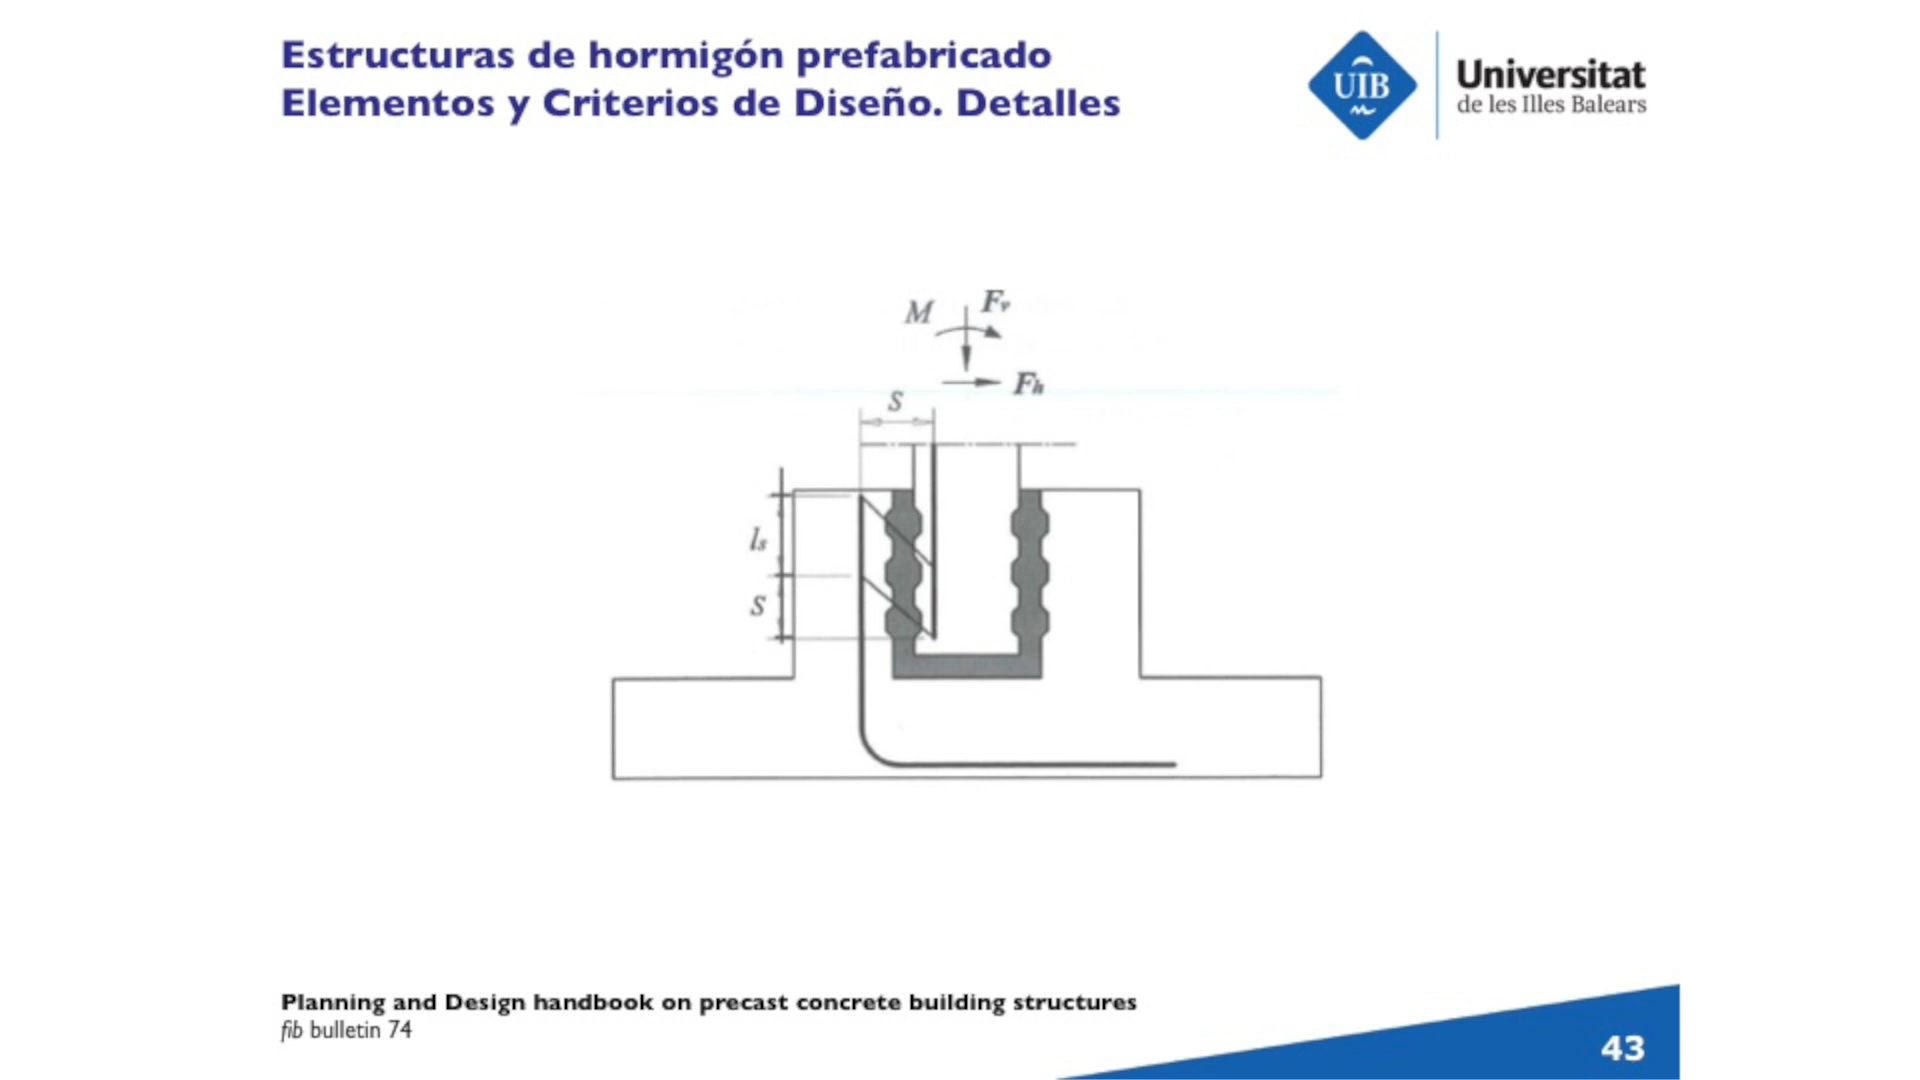 Estructuras de hormigón prefabricado
Elementos y Criterios de Diseño. Detalles
UIB
Universitat
de les Illes Balears
M
Fv
Fh
S
ls
S
Planning and Design handbook on precast concrete building structures
fib bulletin 74
43